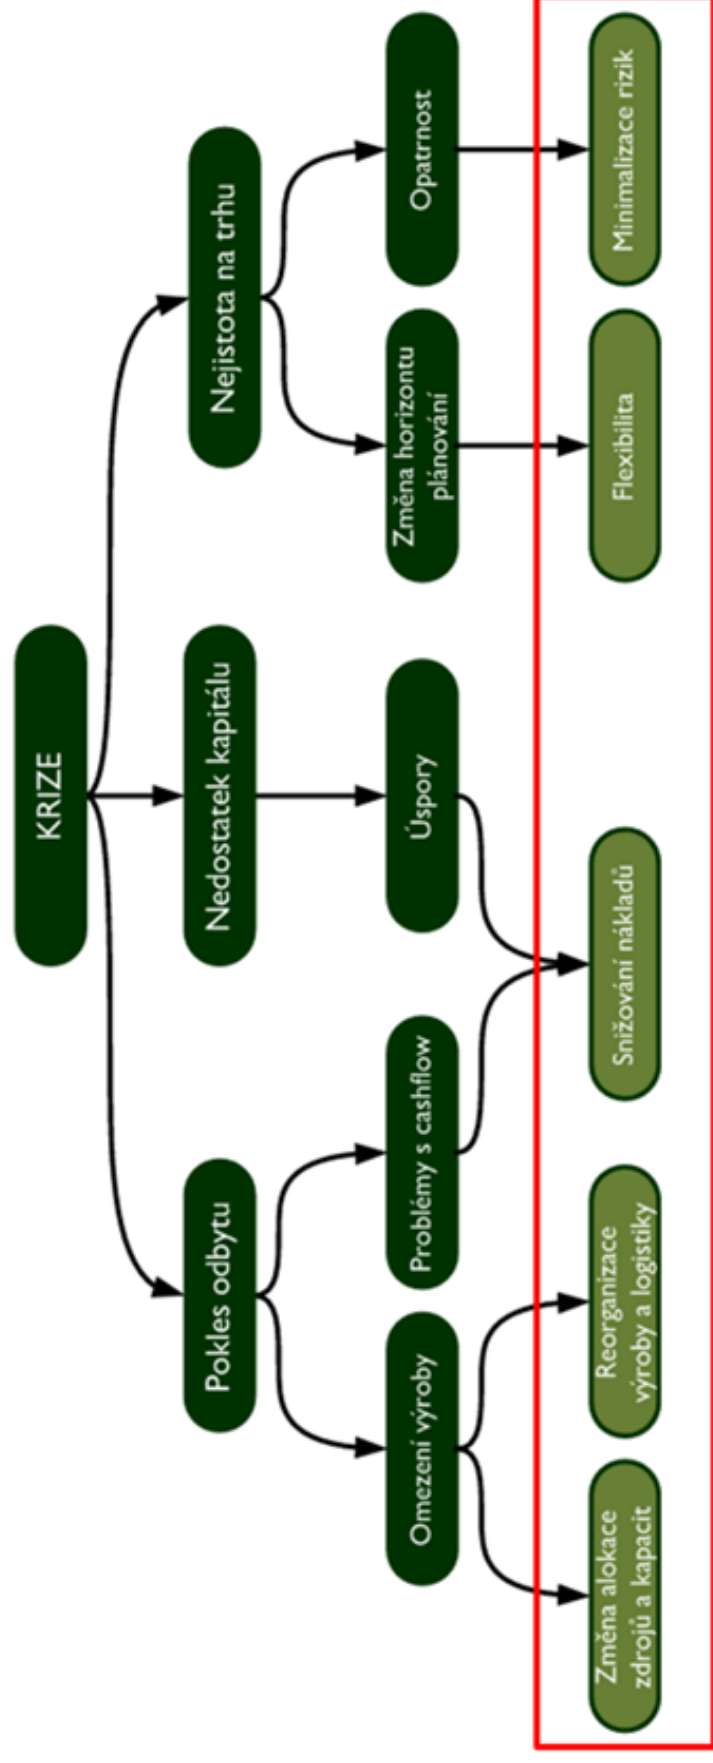 KRIZE
Pokles odbytu
Nedostatek kapitálu
Nejistota na trhu
Omezení výroby
Problémy s cashflow
Úspory
Změna horizontu
plánování
Opatrnost
Změna alokace
zdrojů a kapacit
Reorganizace
výroby a logistiky
Snižování nákladů
Flexibilita
Minimalizace rizik